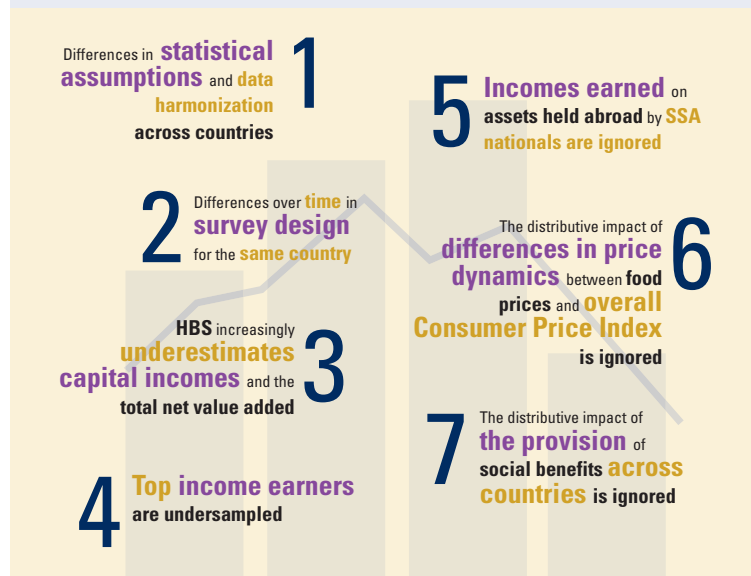 1
Differences in statistical
assumptions and data
harmonization
across countries
2
Differences over time in
survey design
for the same country
3
HBS increasingly
underestimates
capital incomes and the
total net value added
4
Top income earners
are undersampled
5
Incomes earned on
assets held abroad by SSA
nationals are ignored
6
The distributive impact of
differences in price
dynamics between food
prices and overall
Consumer Price Index
is ignored
7
The distributive impact of
the provision of
social benefits across
countries is ignored